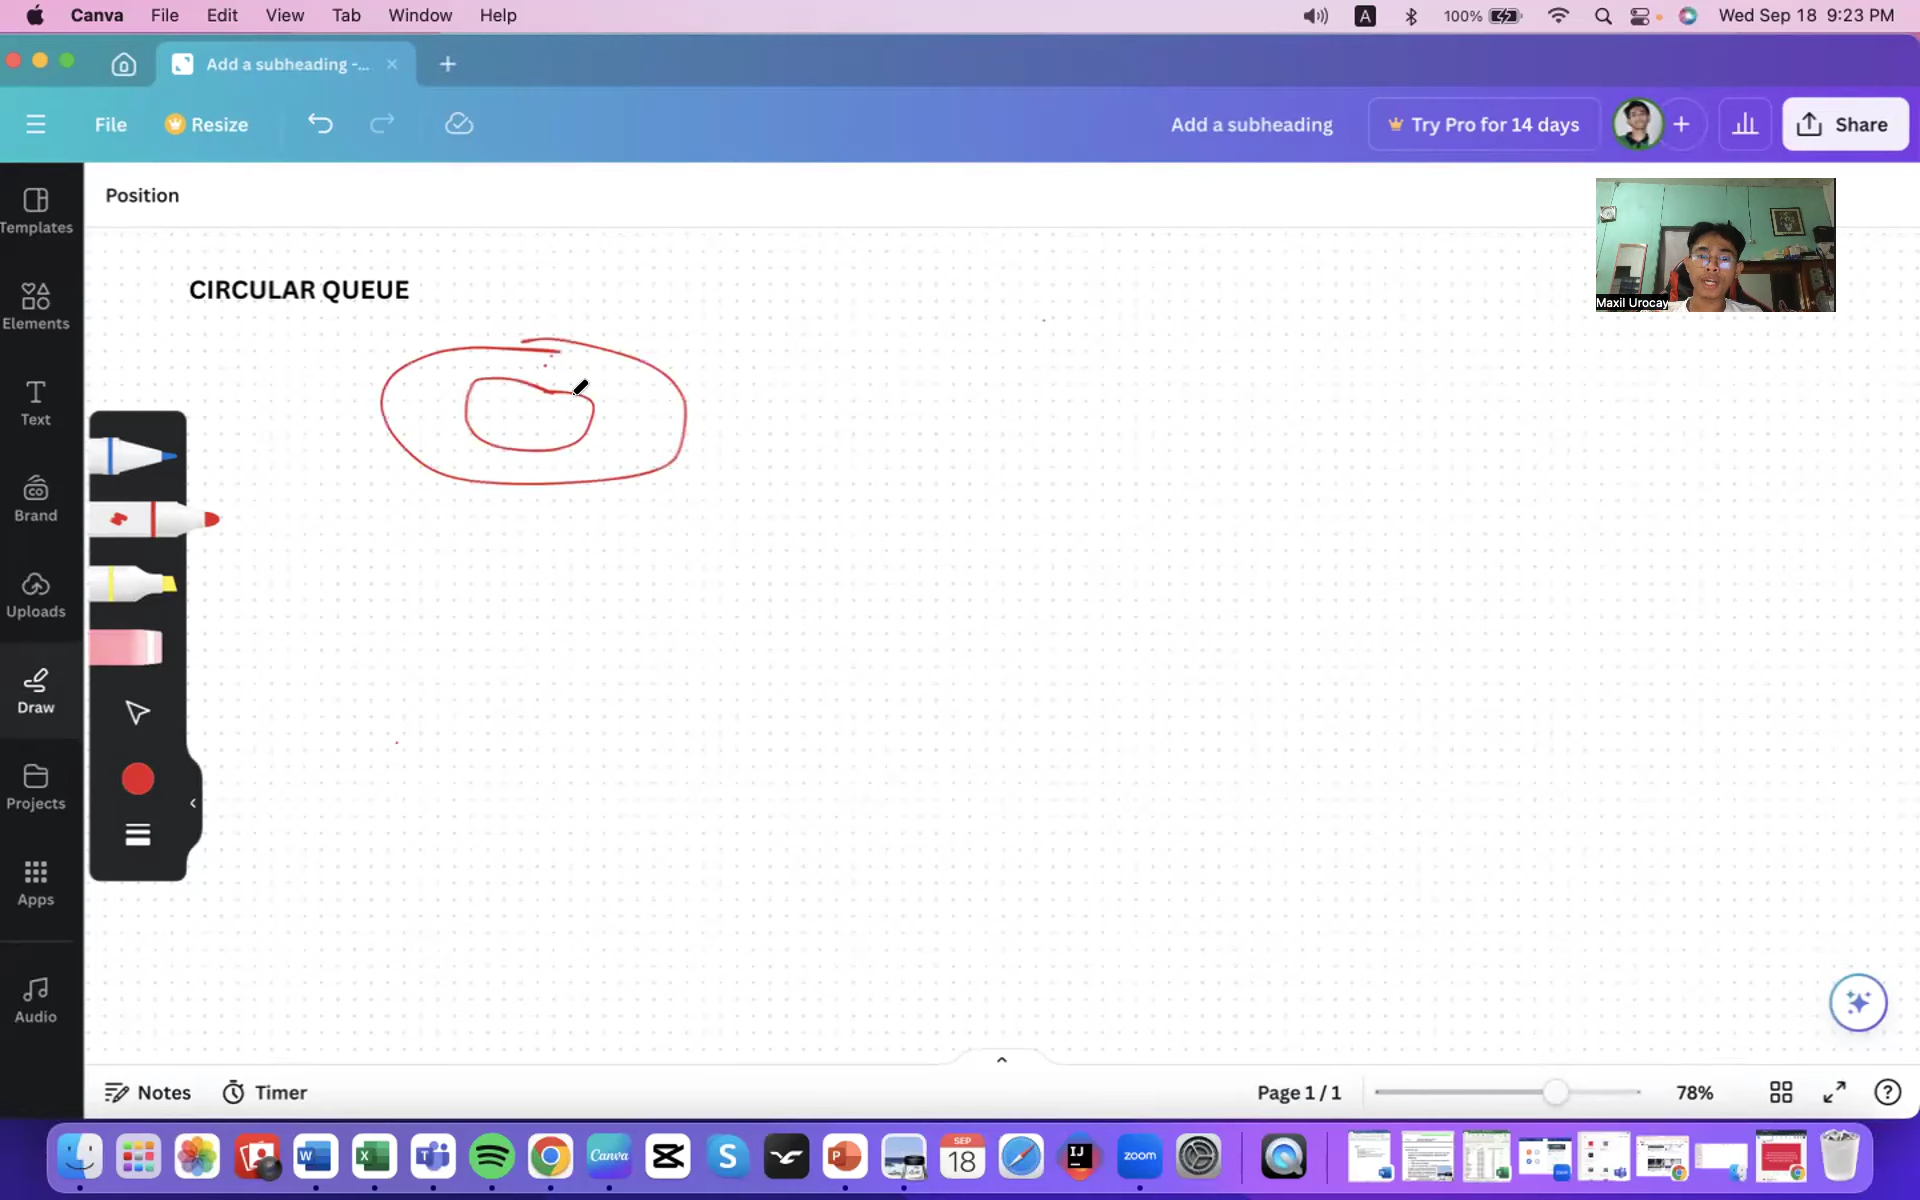 Canva File Edit View Tab Window Help A 100% Wed Sep 18 9:23 PM
Add a subheading -...
File Resize Add a subheading Try Pro for 14 days Share
Templates
Elements
Text
Brand
Uploads
Draw
Projects
Apps
Audio
Position
Maxil Urocay
CIRCULAR QUEUE
Notes Timer Page 1 / 1 78%
SEP
18
Canva
zoom
IJ